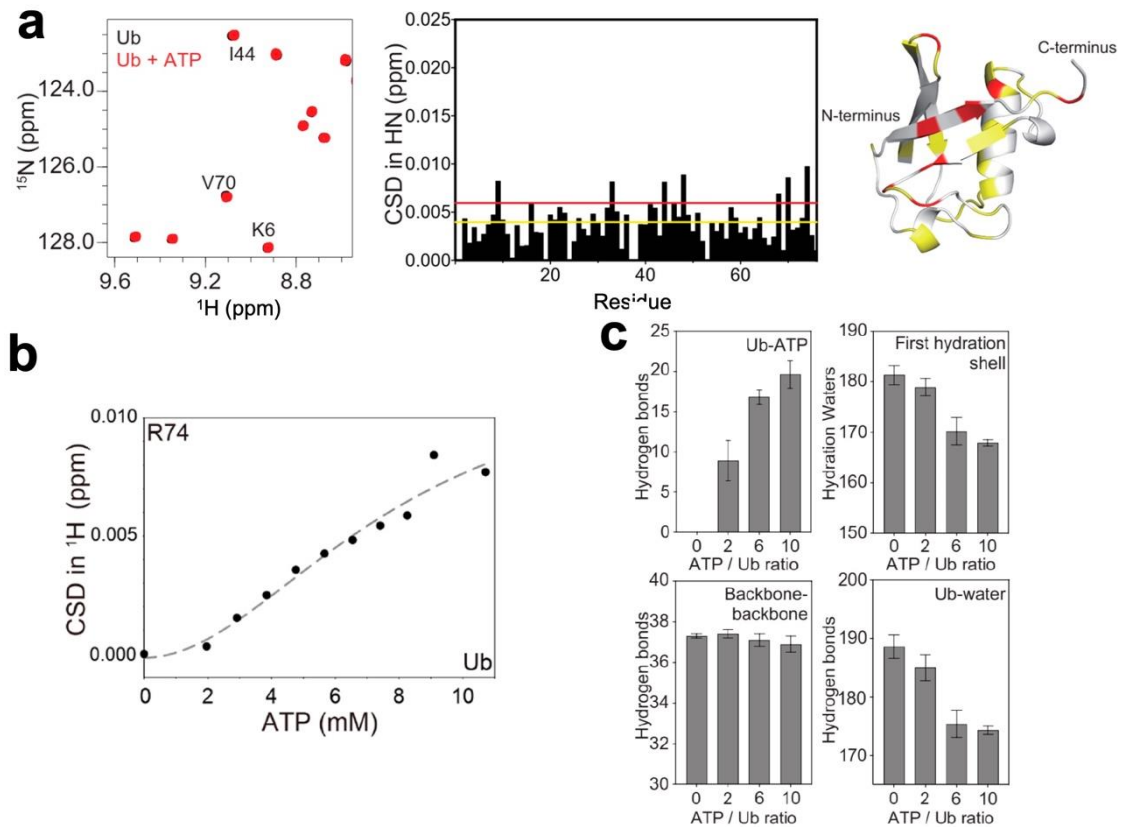 a
Ub
Ub + ATP
I44
V70
K6
124.0
126.0
128.0
9.6
9.2
8.8
¹⁵N (ppm)
¹H (ppm)
CSD in HN (ppm)
0.025
0.020
0.015
0.010
0.005
0.000
20
40
60
Residue
C-terminus
N-terminus
b
R74
Ub
CSD in ¹H (ppm)
0.010
0.005
0.000
0
2
4
6
8
10
ATP (mM)
c
Ub-ATP
Hydrogen bonds
25
20
15
10
5
0
0 2 6 10
ATP / Ub ratio
First hydration
shell
Hydration Waters
190
180
170
160
150
0 2 6 10
ATP / Ub ratio
Backbone-
backbone
Hydrogen bonds
40
38
36
34
32
30
0 2 6 10
ATP / Ub ratio
Ub-water
Hydrogen bonds
200
190
180
170
0 2 6 10
ATP / Ub ratio